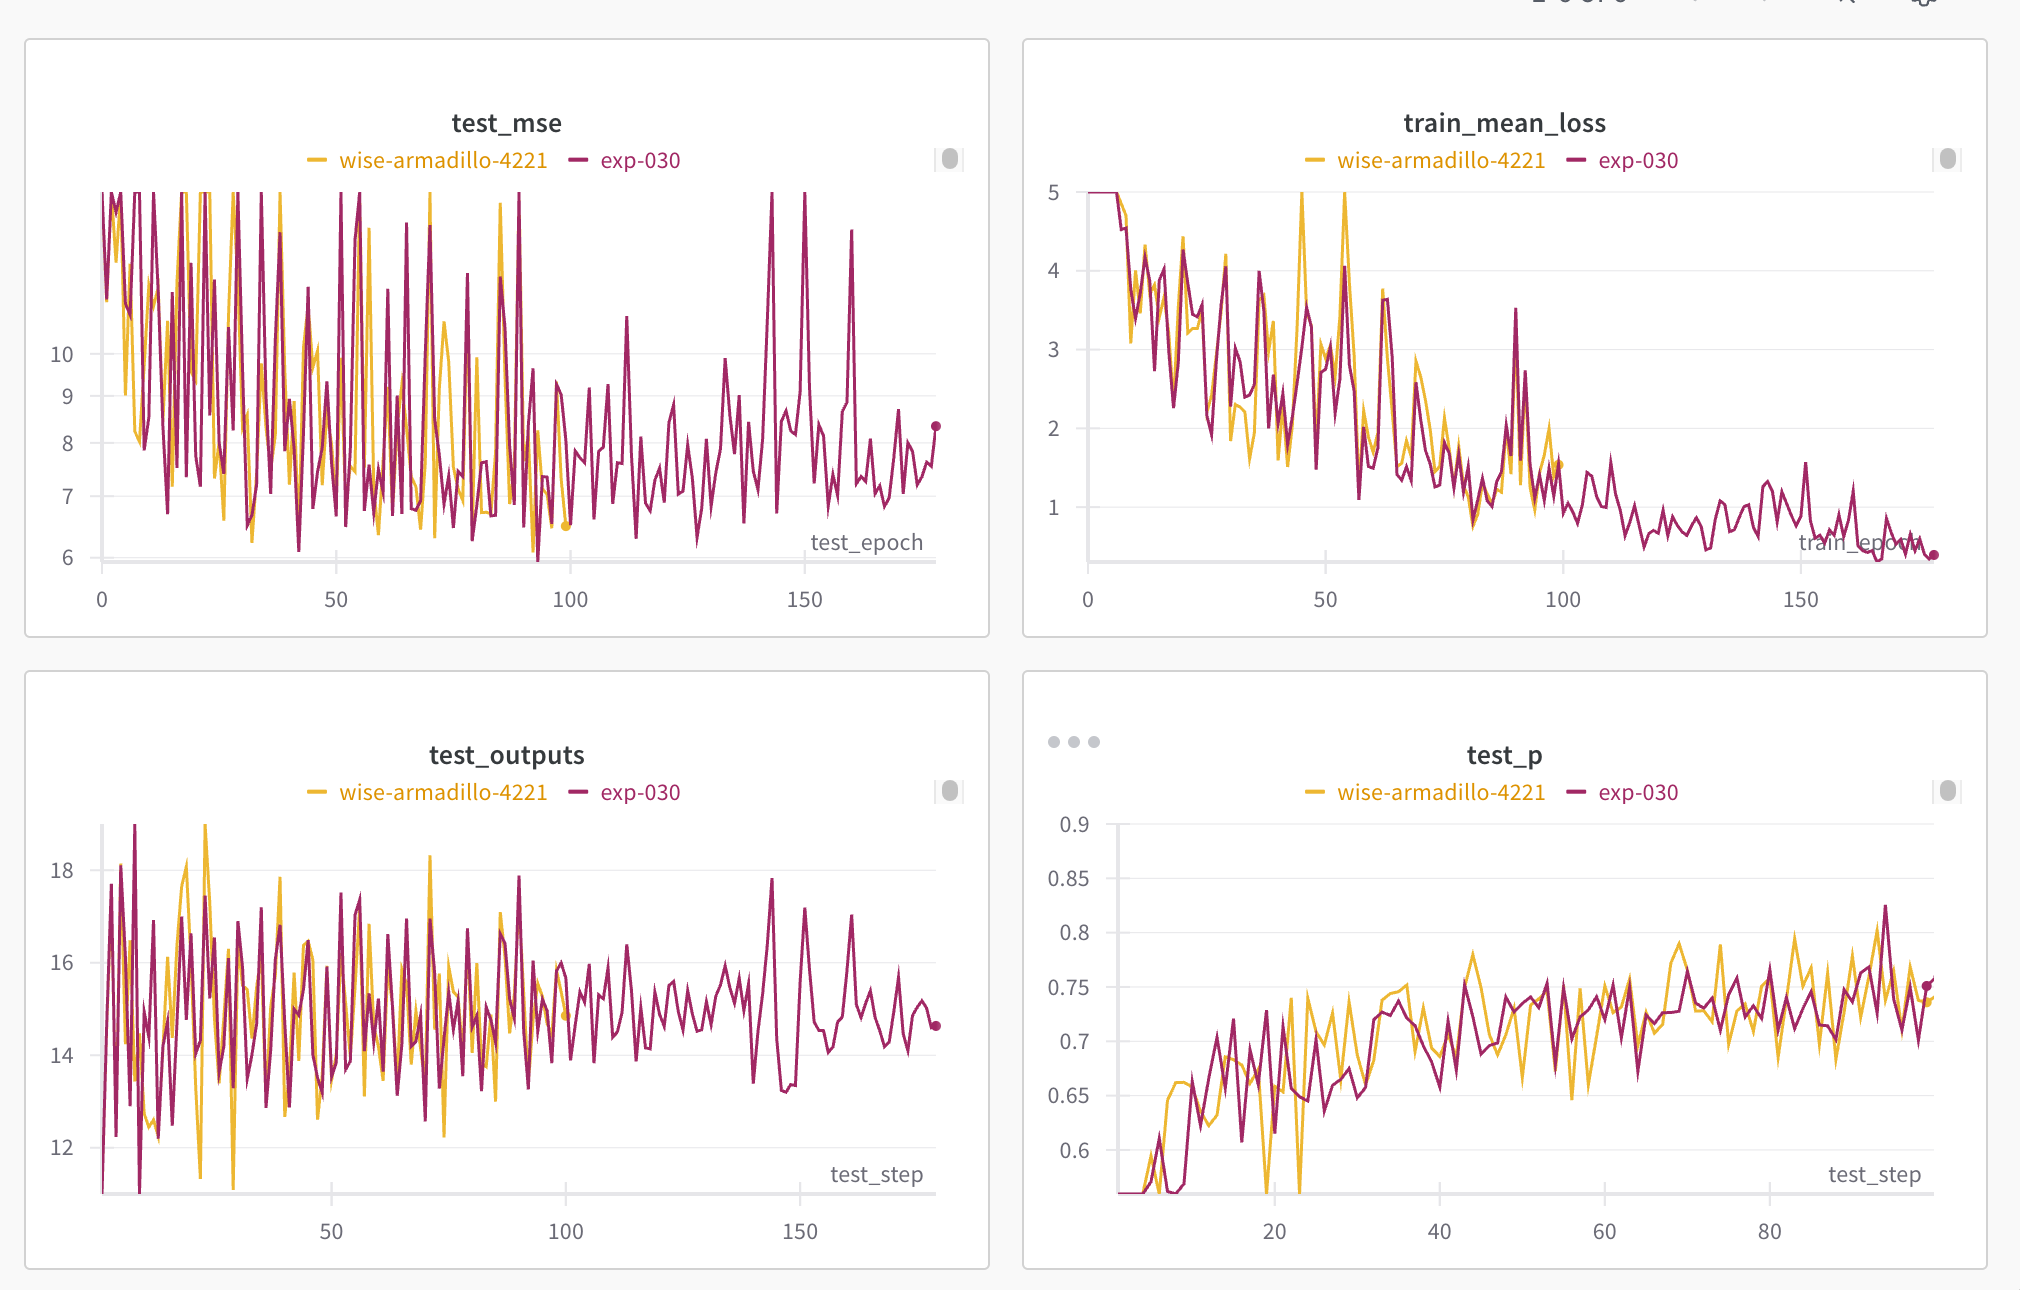 test_mse
wise-armadillo-4221 exp-030
10
9
8
7
6
test_epoch
0 50 100 150
train_mean_loss
wise-armadillo-4221 exp-030
5
4
3
2
1
train_epoch
0 50 100 150
test_outputs
wise-armadillo-4221 exp-030
18
16
14
12
test_step
50 100 150
test_p
wise-armadillo-4221 exp-030
0.9
0.85
0.8
0.75
0.7
0.65
0.6
test_step
20 40 60 80